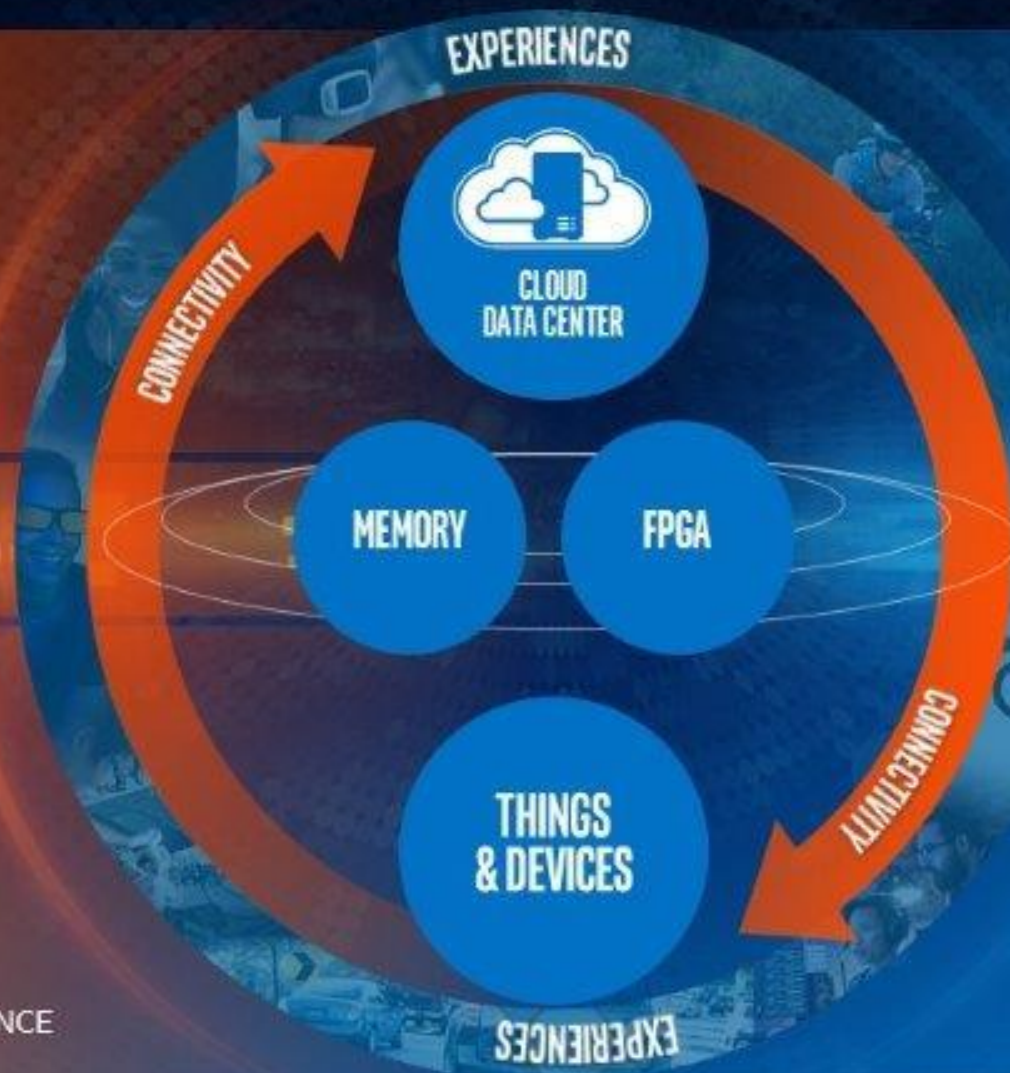 EXPERIENCES
CLOUD
DATA CENTER
CONNECTIVITY
MEMORY
FPGA
CONNECTIVITY
THINGS
& DEVICES
NCE
EXPERIENCES